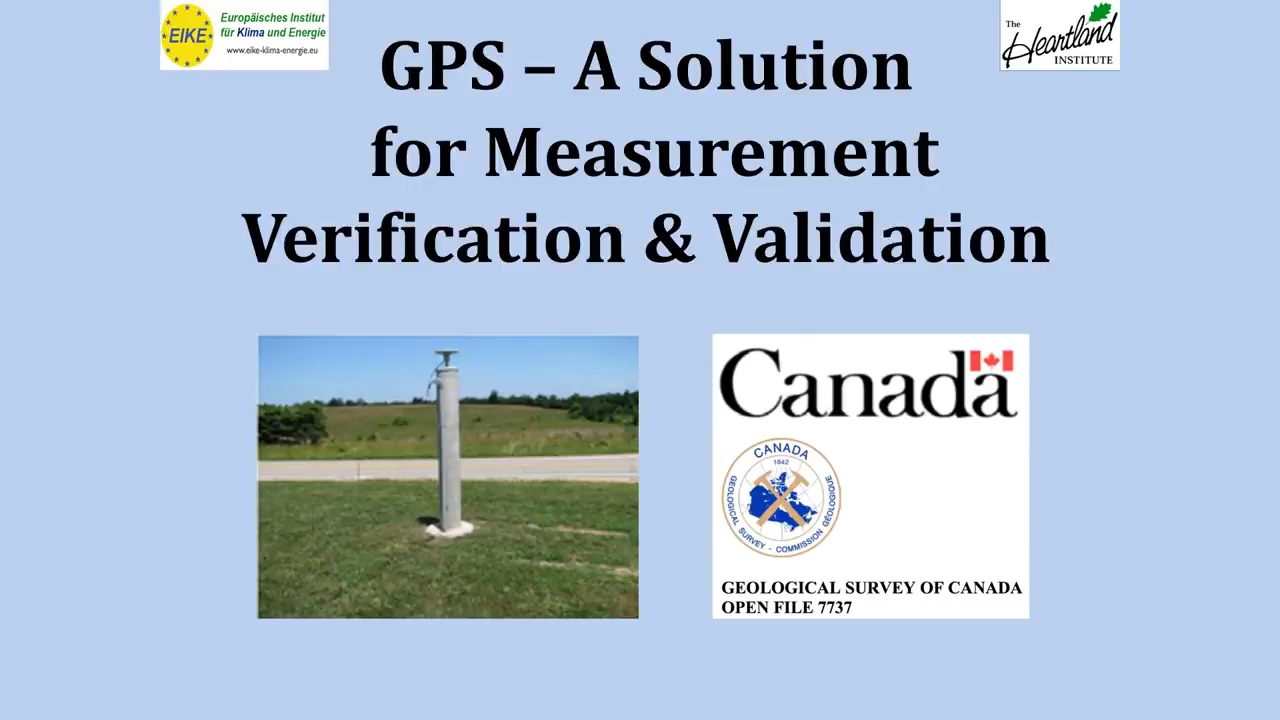 EIKE
Europäisches Institut
für Klima und Energie
www.eike-klima-energie.eu
The
Heartland
INSTITUTE
GPS – A Solution
for Measurement
Verification & Validation
Canada
CANADA
1842
GEOLOGICAL SURVEY - COMMISSION GÉOLOGIQUE
GEOLOGICAL SURVEY OF CANADA
OPEN FILE 7737